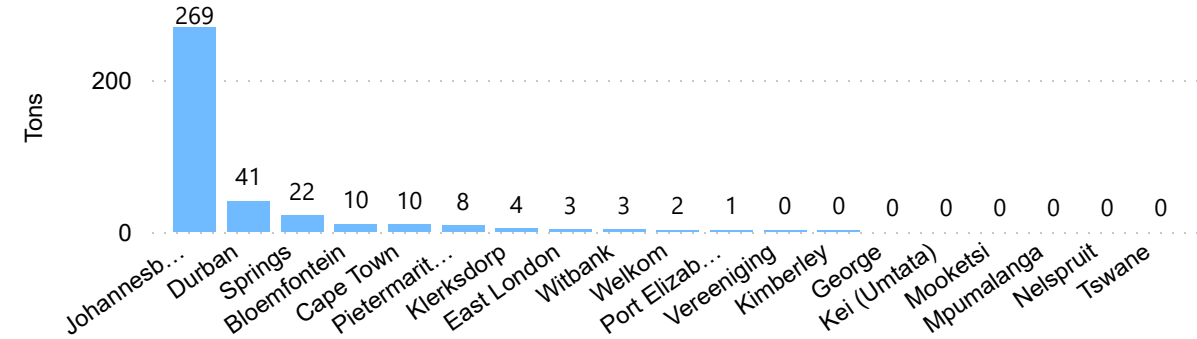 269
200
Tons
41
22
10
10
8
4
3
3
2
1
0
0
0
0
0
0
0
0
0
Johannesb…
Durban
Springs
Bloemfontein
Cape Town
Pietermarit…
Klerksdorp
East London
Witbank
Welkom
Port Elizab…
Vereeniging
Kimberley
George
Kei (Umtata)
Mooketsi
Mpumalanga
Nelspruit
Tswane